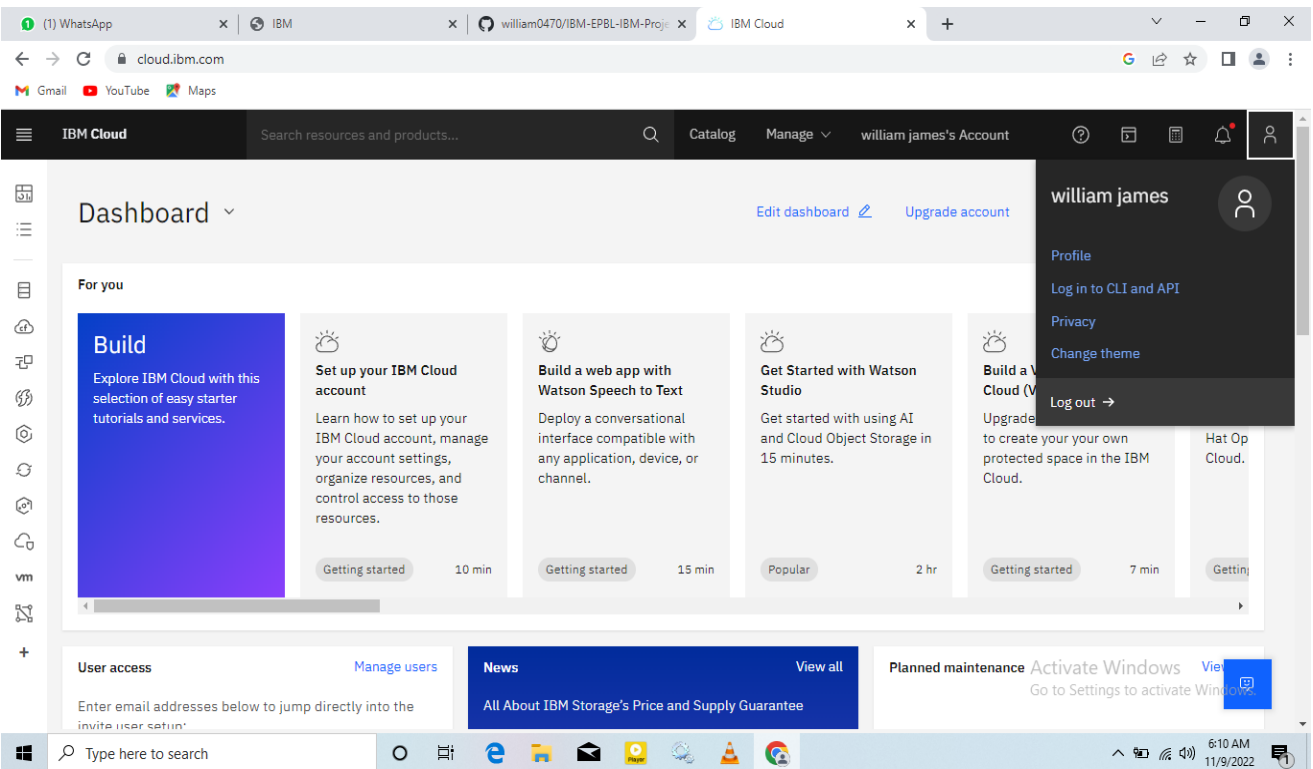 (1) WhatsApp
IBM
william0470/IBM-EPBL-IBM-Proje
IBM Cloud
cloud.ibm.com
Gmail
YouTube
Maps
IBM Cloud
Search resources and products...
Catalog
Manage
william james's Account
Dashboard
Edit dashboard
Upgrade account
william james
Profile
Log in to CLI and API
Privacy
Change theme
Log out →
For you
Build
Explore IBM Cloud with this
selection of easy starter
tutorials and services.
Set up your IBM Cloud
account
Learn how to set up your
IBM Cloud account, manage
your account settings,
organize resources, and
control access to those
resources.
Getting started 10 min
Build a web app with
Watson Speech to Text
Deploy a conversational
interface compatible with
any application, device, or
channel.
Getting started 15 min
Get Started with Watson
Studio
Get started with using AI
and Cloud Object Storage in
15 minutes.
Popular 2 hr
Build a V
Cloud (V
Upgrade
to create your your own
protected space in the IBM
Cloud.
Getting started 7 min
Hat Op
Cloud.
Getting
vm
User access
Manage users
Enter email addresses below to jump directly into the
invite user setup:
News
View all
All About IBM Storage's Price and Supply Guarantee
Planned maintenance
View
Activate Windows
Go to Settings to activate Windows.
Type here to search
Player
6:10 AM
11/9/2022
1